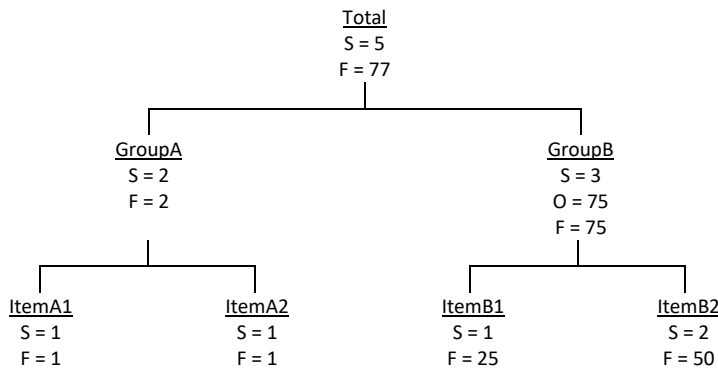 Total
S = 5
F = 77
GroupA
S = 2
F = 2
GroupB
S = 3
O = 75
F = 75
ItemA1
S = 1
F = 1
ItemA2
S = 1
F = 1
ItemB1
S = 1
F = 25
ItemB2
S = 2
F = 50